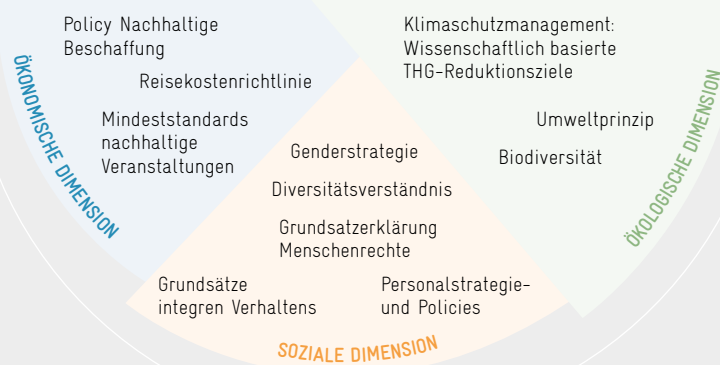 Policy Nachhaltige
Beschaffung
Reisekostenrichtlinie
Mindeststandards
nachhaltige
Veranstaltungen
ÖKONOMISCHE DIMENSION
Klimaschutzmanagement:
Wissenschaftlich basierte
THG-Reduktionsziele
Umweltprinzip
Biodiversität
ÖKOLOGISCHE DIMENSION
Genderstrategie
Diversitätsverständnis
Grundsatzerklärung
Menschenrechte
Grundsätze
integren Verhaltens
Personalstrategie-
und Policies
SOZIALE DIMENSION